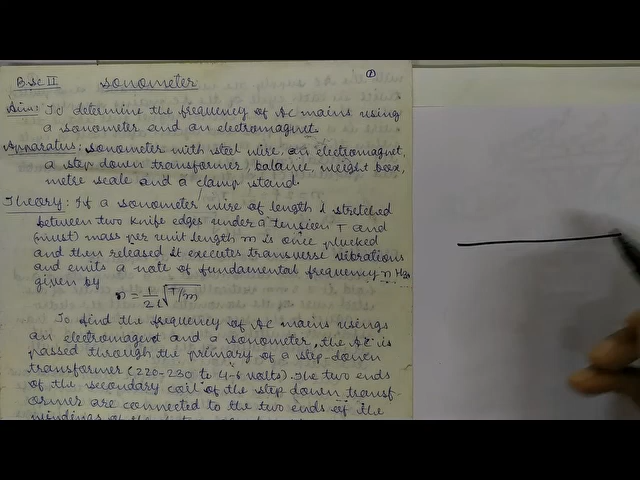 B.Sc II sonometer ①
Aim: To determine the frequency of AC mains using
a sonometer and an electromagnet.
Apparatus: sonometer with steel wire, an electromagnet,
a step down transformer, balance, weight box,
metre scale and a clamp stand.
Theory: If a sonometer wire of length l stretched
between two knife edges under a tension T and
(must) mass per unit length m is once plucked
and then released it executes transverse vibrations
and emits a note of fundamental frequency n Hz,
given by
n = 1/2l √T/m
To find the frequency of AC mains usings
an electromagent and a sonometer, the AC is
passed through the primary of a step-down
transformer (220-230 to 4-6 volts). The two ends
of the secondary coil of the step down transf-
ormer are connected to the two ends of the
windings of the